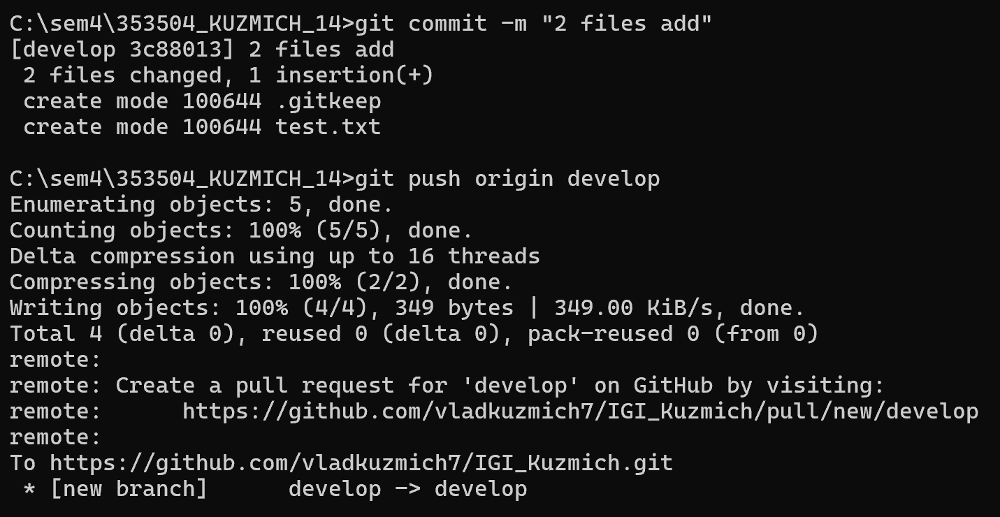 C:\sem4\353504_KUZMICH_14>git commit -m "2 files add"
[develop 3c88013] 2 files add
 2 files changed, 1 insertion(+)
 create mode 100644 .gitkeep
 create mode 100644 test.txt

C:\sem4\353504_KUZMICH_14>git push origin develop
Enumerating objects: 5, done.
Counting objects: 100% (5/5), done.
Delta compression using up to 16 threads
Compressing objects: 100% (2/2), done.
Writing objects: 100% (4/4), 349 bytes | 349.00 KiB/s, done.
Total 4 (delta 0), reused 0 (delta 0), pack-reused 0 (from 0)
remote:
remote: Create a pull request for 'develop' on GitHub by visiting:
remote:      https://github.com/vladkuzmich7/IGI_Kuzmich/pull/new/develop
remote:
To https://github.com/vladkuzmich7/IGI_Kuzmich.git
 * [new branch]      develop -> develop